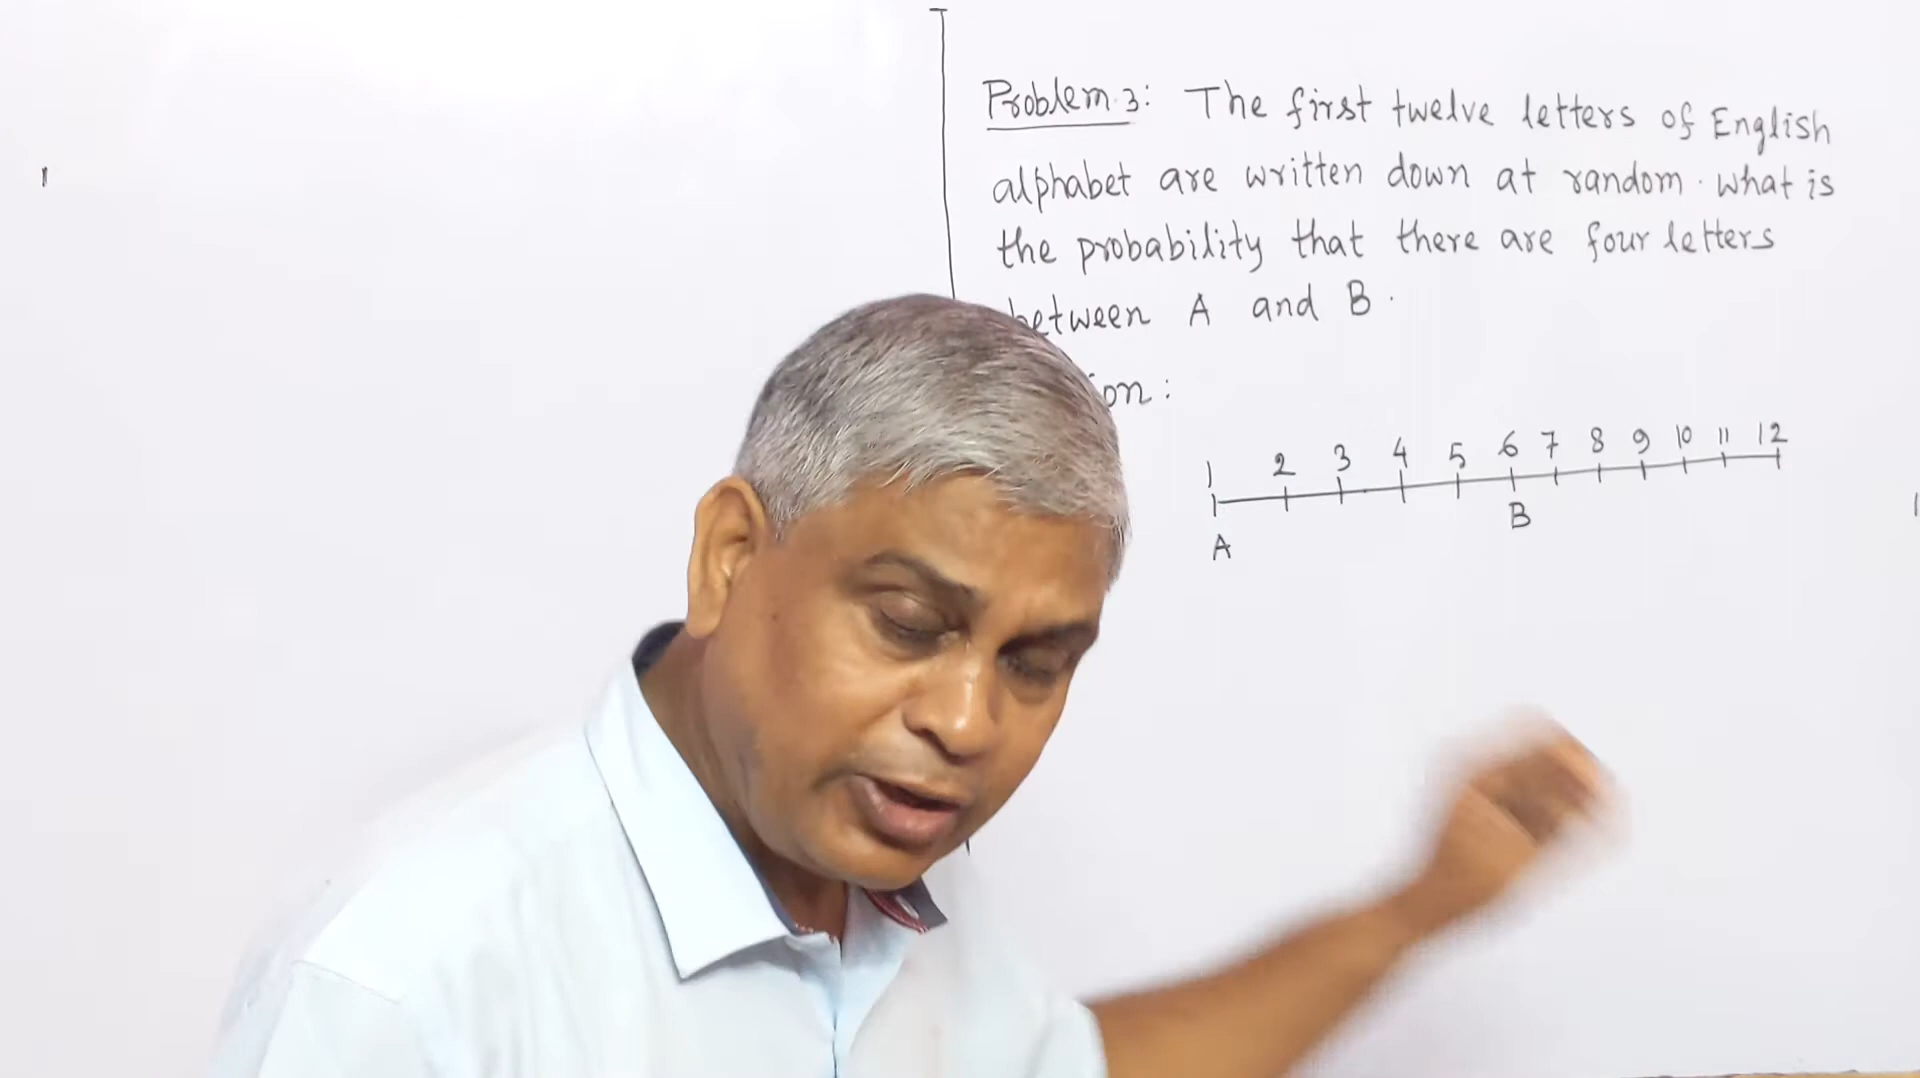 Problem.3: The first twelve letters of English
alphabet are written down at random. what is
the probability that there are four letters
between A and B.
on:
1 2 3 4 5 6 7 8 9 10 11 12
A B